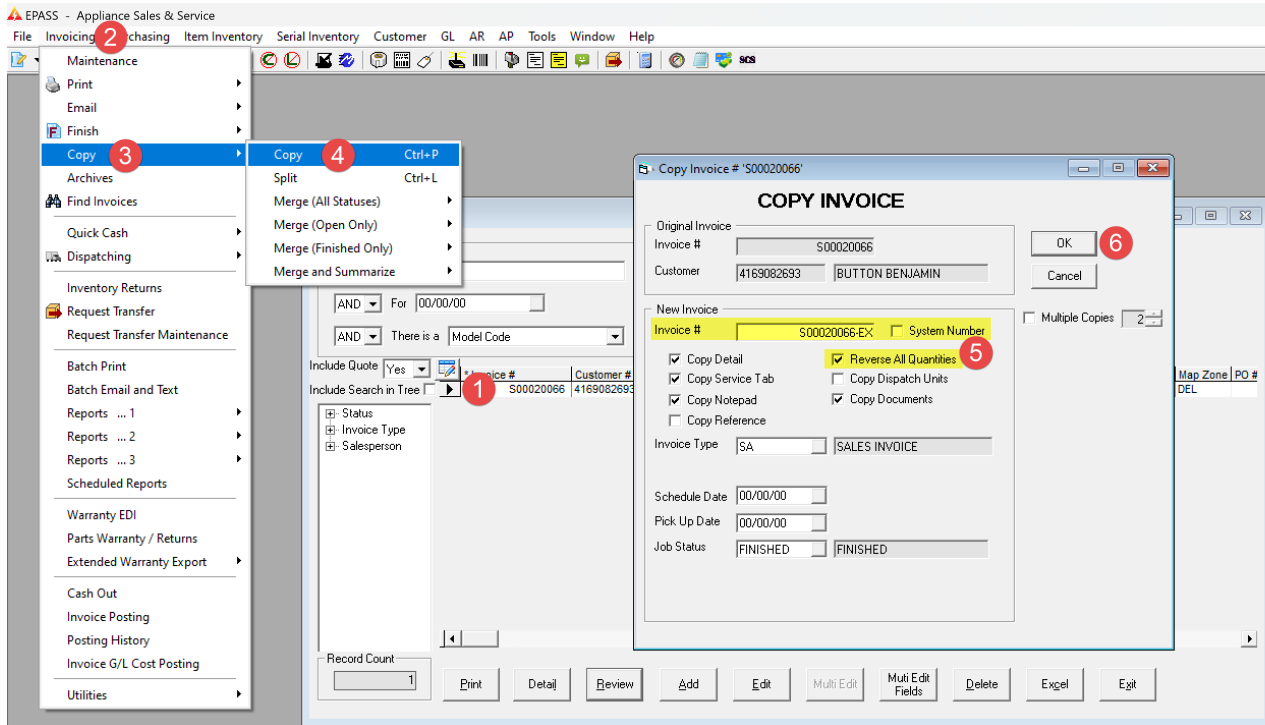 EPASS - Appliance Sales & Service
File Invoicing 2 chasing Item Inventory Serial Inventory Customer GL AR AP Tools Window Help
SCS
Maintenance
Print
Email
Finish
Copy 3
Archives
Find Invoices
Quick Cash
Dispatching
Inventory Returns
Request Transfer
Request Transfer Maintenance
Batch Print
Batch Email and Text
Reports ... 1
Reports ... 2
Reports ... 3
Scheduled Reports
Warranty EDI
Parts Warranty / Returns
Extended Warranty Export
Cash Out
Invoice Posting
Posting History
Invoice G/L Cost Posting
Utilities
Copy 4 Ctrl+P
Split Ctrl+L
Merge (All Statuses)
Merge (Open Only)
Merge (Finished Only)
Merge and Summarize
AND For 00/00/00
AND There is a Model Code
Include Quote Yes
Include Search in Tree
Invoice # Customer # Map Zone PO #
1 S00020066 4169082693 DEL
Status
Invoice Type
Salesperson
Record Count
1
Print Detail Review Add Edit Multi Edit Muti Edit Fields Delete Excel Exit
Copy Invoice # 'S00020066'
COPY INVOICE
Original Invoice
Invoice # S00020066
Customer 4169082693 BUTTON BENJAMIN
OK 6
Cancel
Multiple Copies 2
New Invoice
Invoice # S00020066-EX System Number
Copy Detail Reverse All Quantities 5
Copy Service Tab Copy Dispatch Units
Copy Notepad Copy Documents
Copy Reference
Invoice Type SA SALES INVOICE
Schedule Date 00/00/00
Pick Up Date 00/00/00
Job Status FINISHED FINISHED